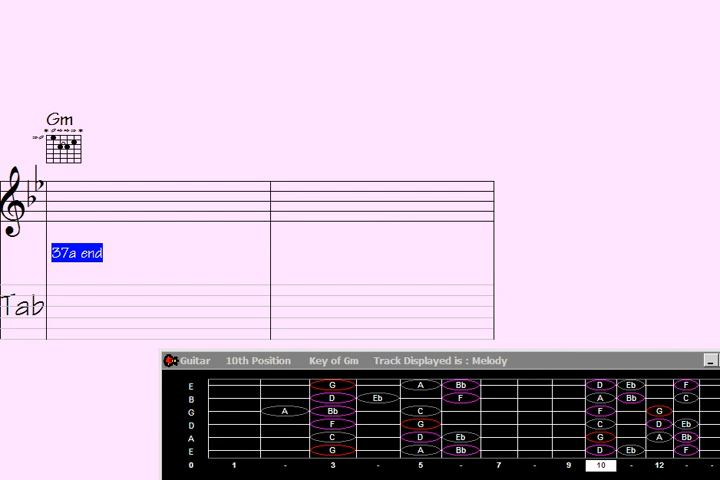 Gm
37a end
Tab
Guitar 10th Position Key of Gm Track Displayed is : Melody
E G A Bb D Eb F
B D Eb F A Bb C
G A Bb C F G
D F G C D Eb
A C D Eb G A Bb
E G A Bb D Eb F
0 1 - 3 - 5 - 7 - 9 10 - 12 - -